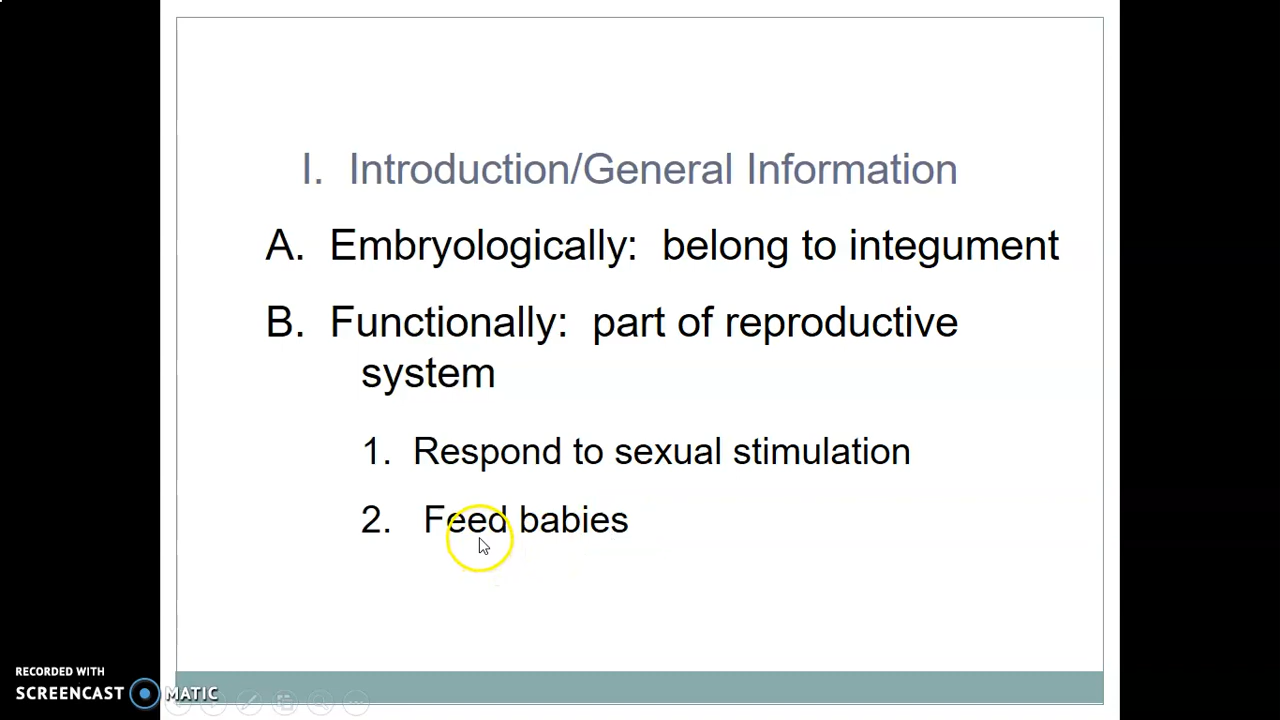 I. Introduction/General Information
A. Embryologically: belong to integument
B. Functionally: part of reproductive
system
1. Respond to sexual stimulation
2. Feed babies
RECORDED WITH
SCREENCAST MATIC